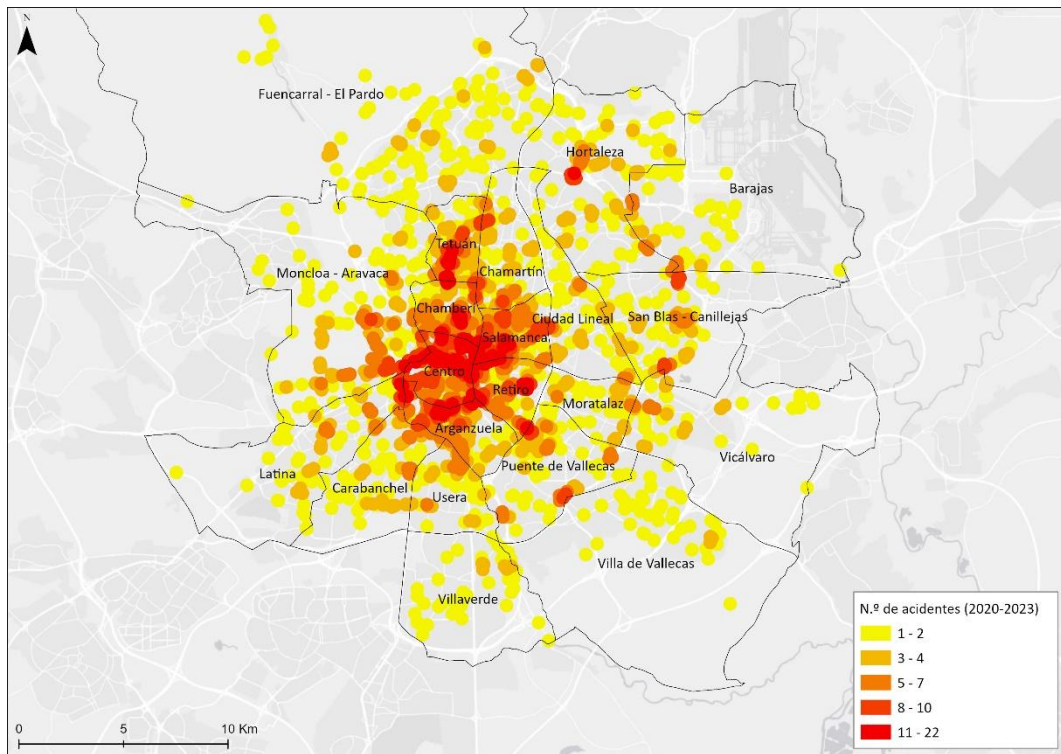 N
Fuencarral - El Pardo
Hortaleza
Barajas
Tetuán
Moncloa - Aravaca
Chamartín
Chamberí
Ciudad Lineal
San Blas - Canillejas
Salamanca
Centro
Retiro
Moratalaz
Arganzuela
Vicálvaro
Latina
Puente de Vallecas
Carabanchel
Usera
Villa de Vallecas
Villaverde
N.º de acidentes (2020-2023)
1 - 2
3 - 4
5 - 7
8 - 10
11 - 22
0 5 10 Km